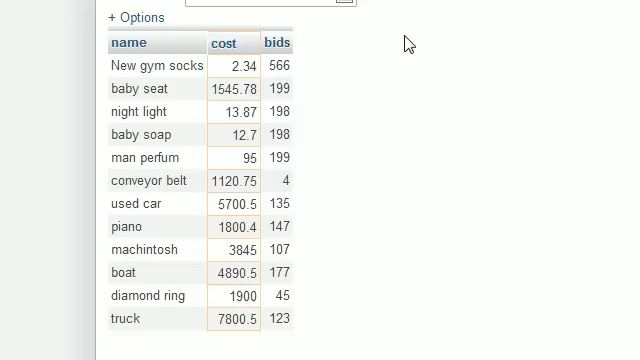 + Options
name cost bids
New gym socks 2.34 566
baby seat 1545.78 199
night light 13.87 198
baby soap 12.7 198
man perfum 95 199
conveyor belt 1120.75 4
used car 5700.5 135
piano 1800.4 147
machintosh 3845 107
boat 4890.5 177
diamond ring 1900 45
truck 7800.5 123